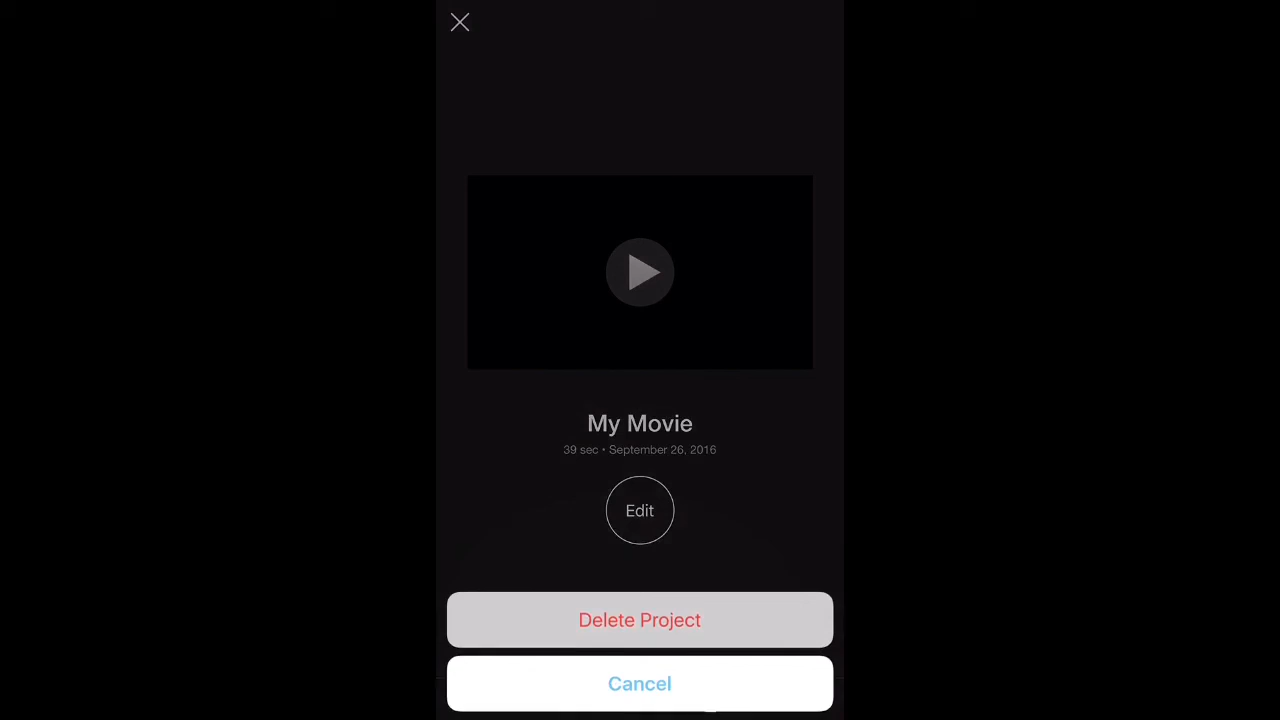 My Movie
39 sec • September 26, 2016
Edit
Delete Project
Cancel